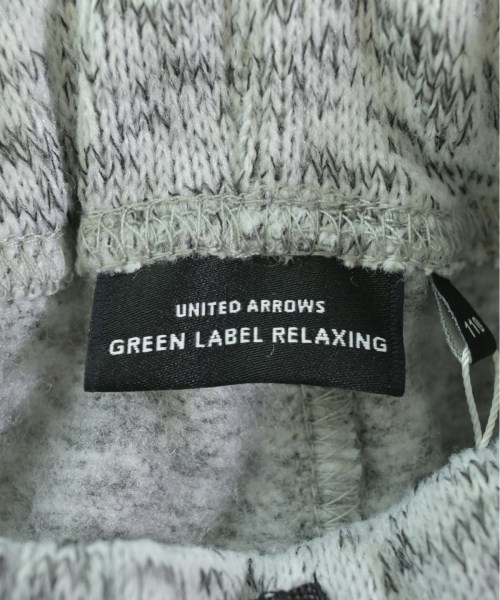 UNITED ARROWS
GREEN LABEL RELAXING
110